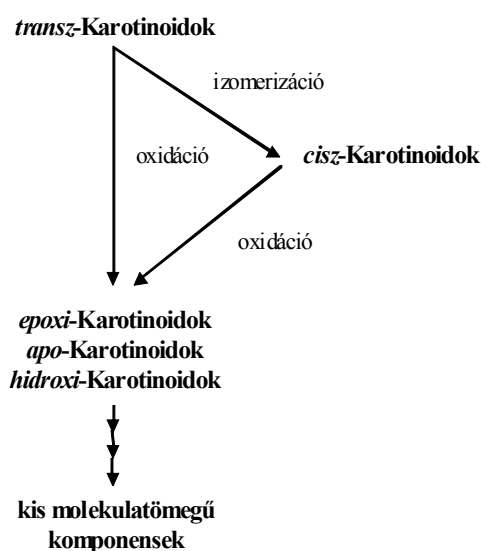 transz-Karotinoidok
izomerizáció
oxidáció
cisz-Karotinoidok
oxidáció
epoxi-Karotinoidok
apo-Karotinoidok
hidroxi-Karotinoidok
kis molekulatömegű
komponensek